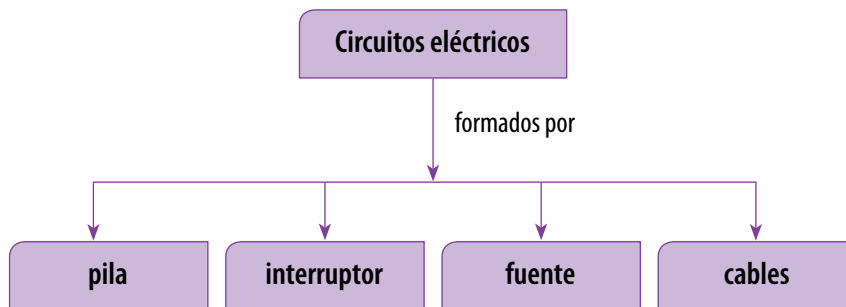 Circuitos eléctricos
formados por
pila
interruptor
fuente
cables